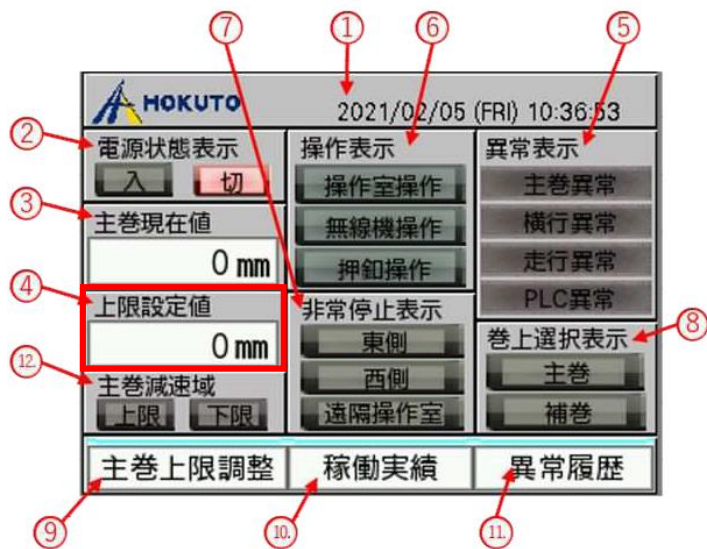 ⑦
①
⑥
⑤
HOKUTO
2021/02/05 (FRI) 10:36:53
②
電源状態表示
入
切
操作表示
操作室操作
無線機操作
押釦操作
異常表示
主巻異常
横行異常
走行異常
PLC異常
③
主巻現在値
0 mm
④
上限設定値
0 mm
非常停止表示
東側
西側
遠隔操作室
⑧
巻上選択表示
主巻
補巻
⑫
主巻減速域
上限
下限
主巻上限調整
稼働実績
異常履歴
⑨
⑩
⑪